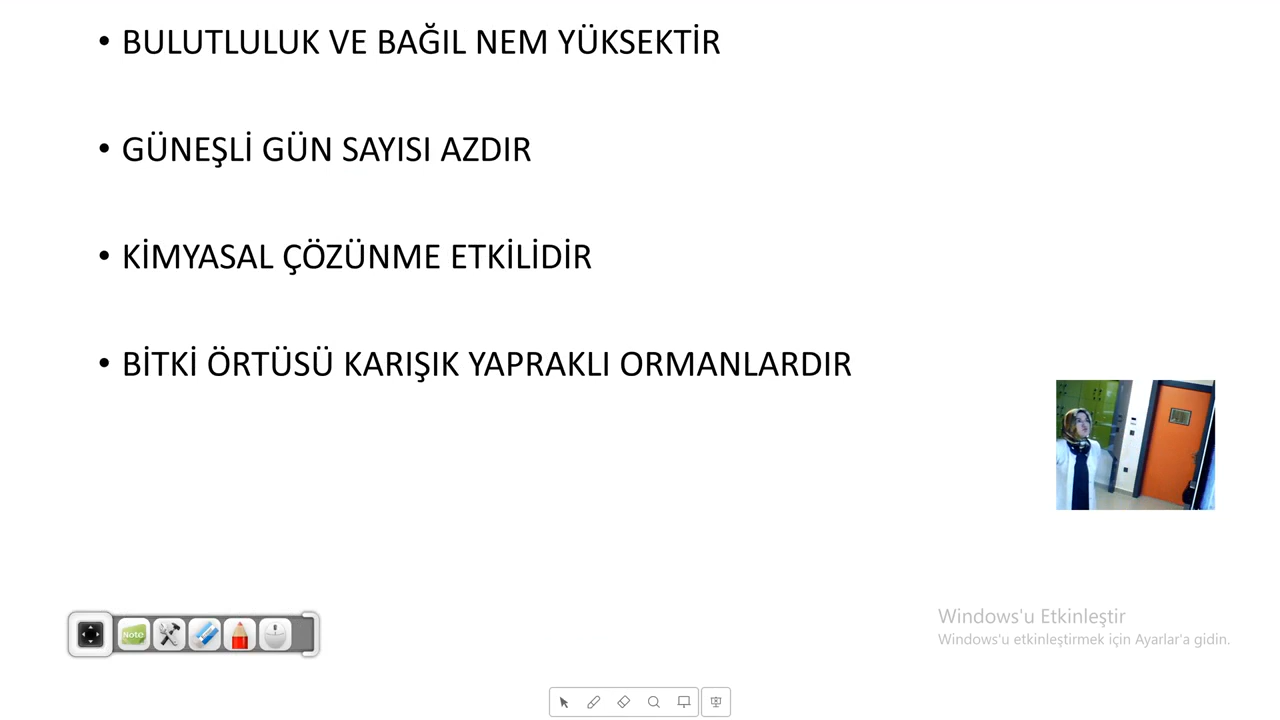 • BULUTLULUK VE BAĞIL NEM YÜKSEKTİR
• GÜNEŞLİ GÜN SAYISI AZDIR
• KİMYASAL ÇÖZÜNME ETKİLİDİR
• BİTKİ ÖRTÜSÜ KARIŞIK YAPRAKLI ORMANLARDIR
Windows'u Etkinleştir
Windows'u etkinleştirmek için Ayarlar'a gidin.
Note